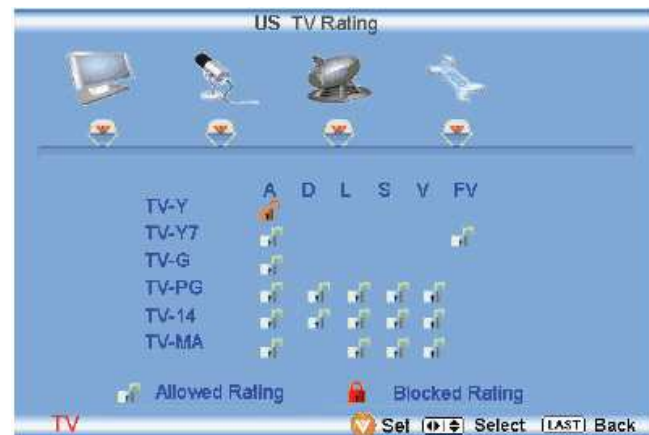 US TV Rating
A D L S V FV
TV-Y
TV-Y7
TV-G
TV-PG
TV-14
TV-MA
Allowed Rating Blocked Rating
TV Set Select LAST Back